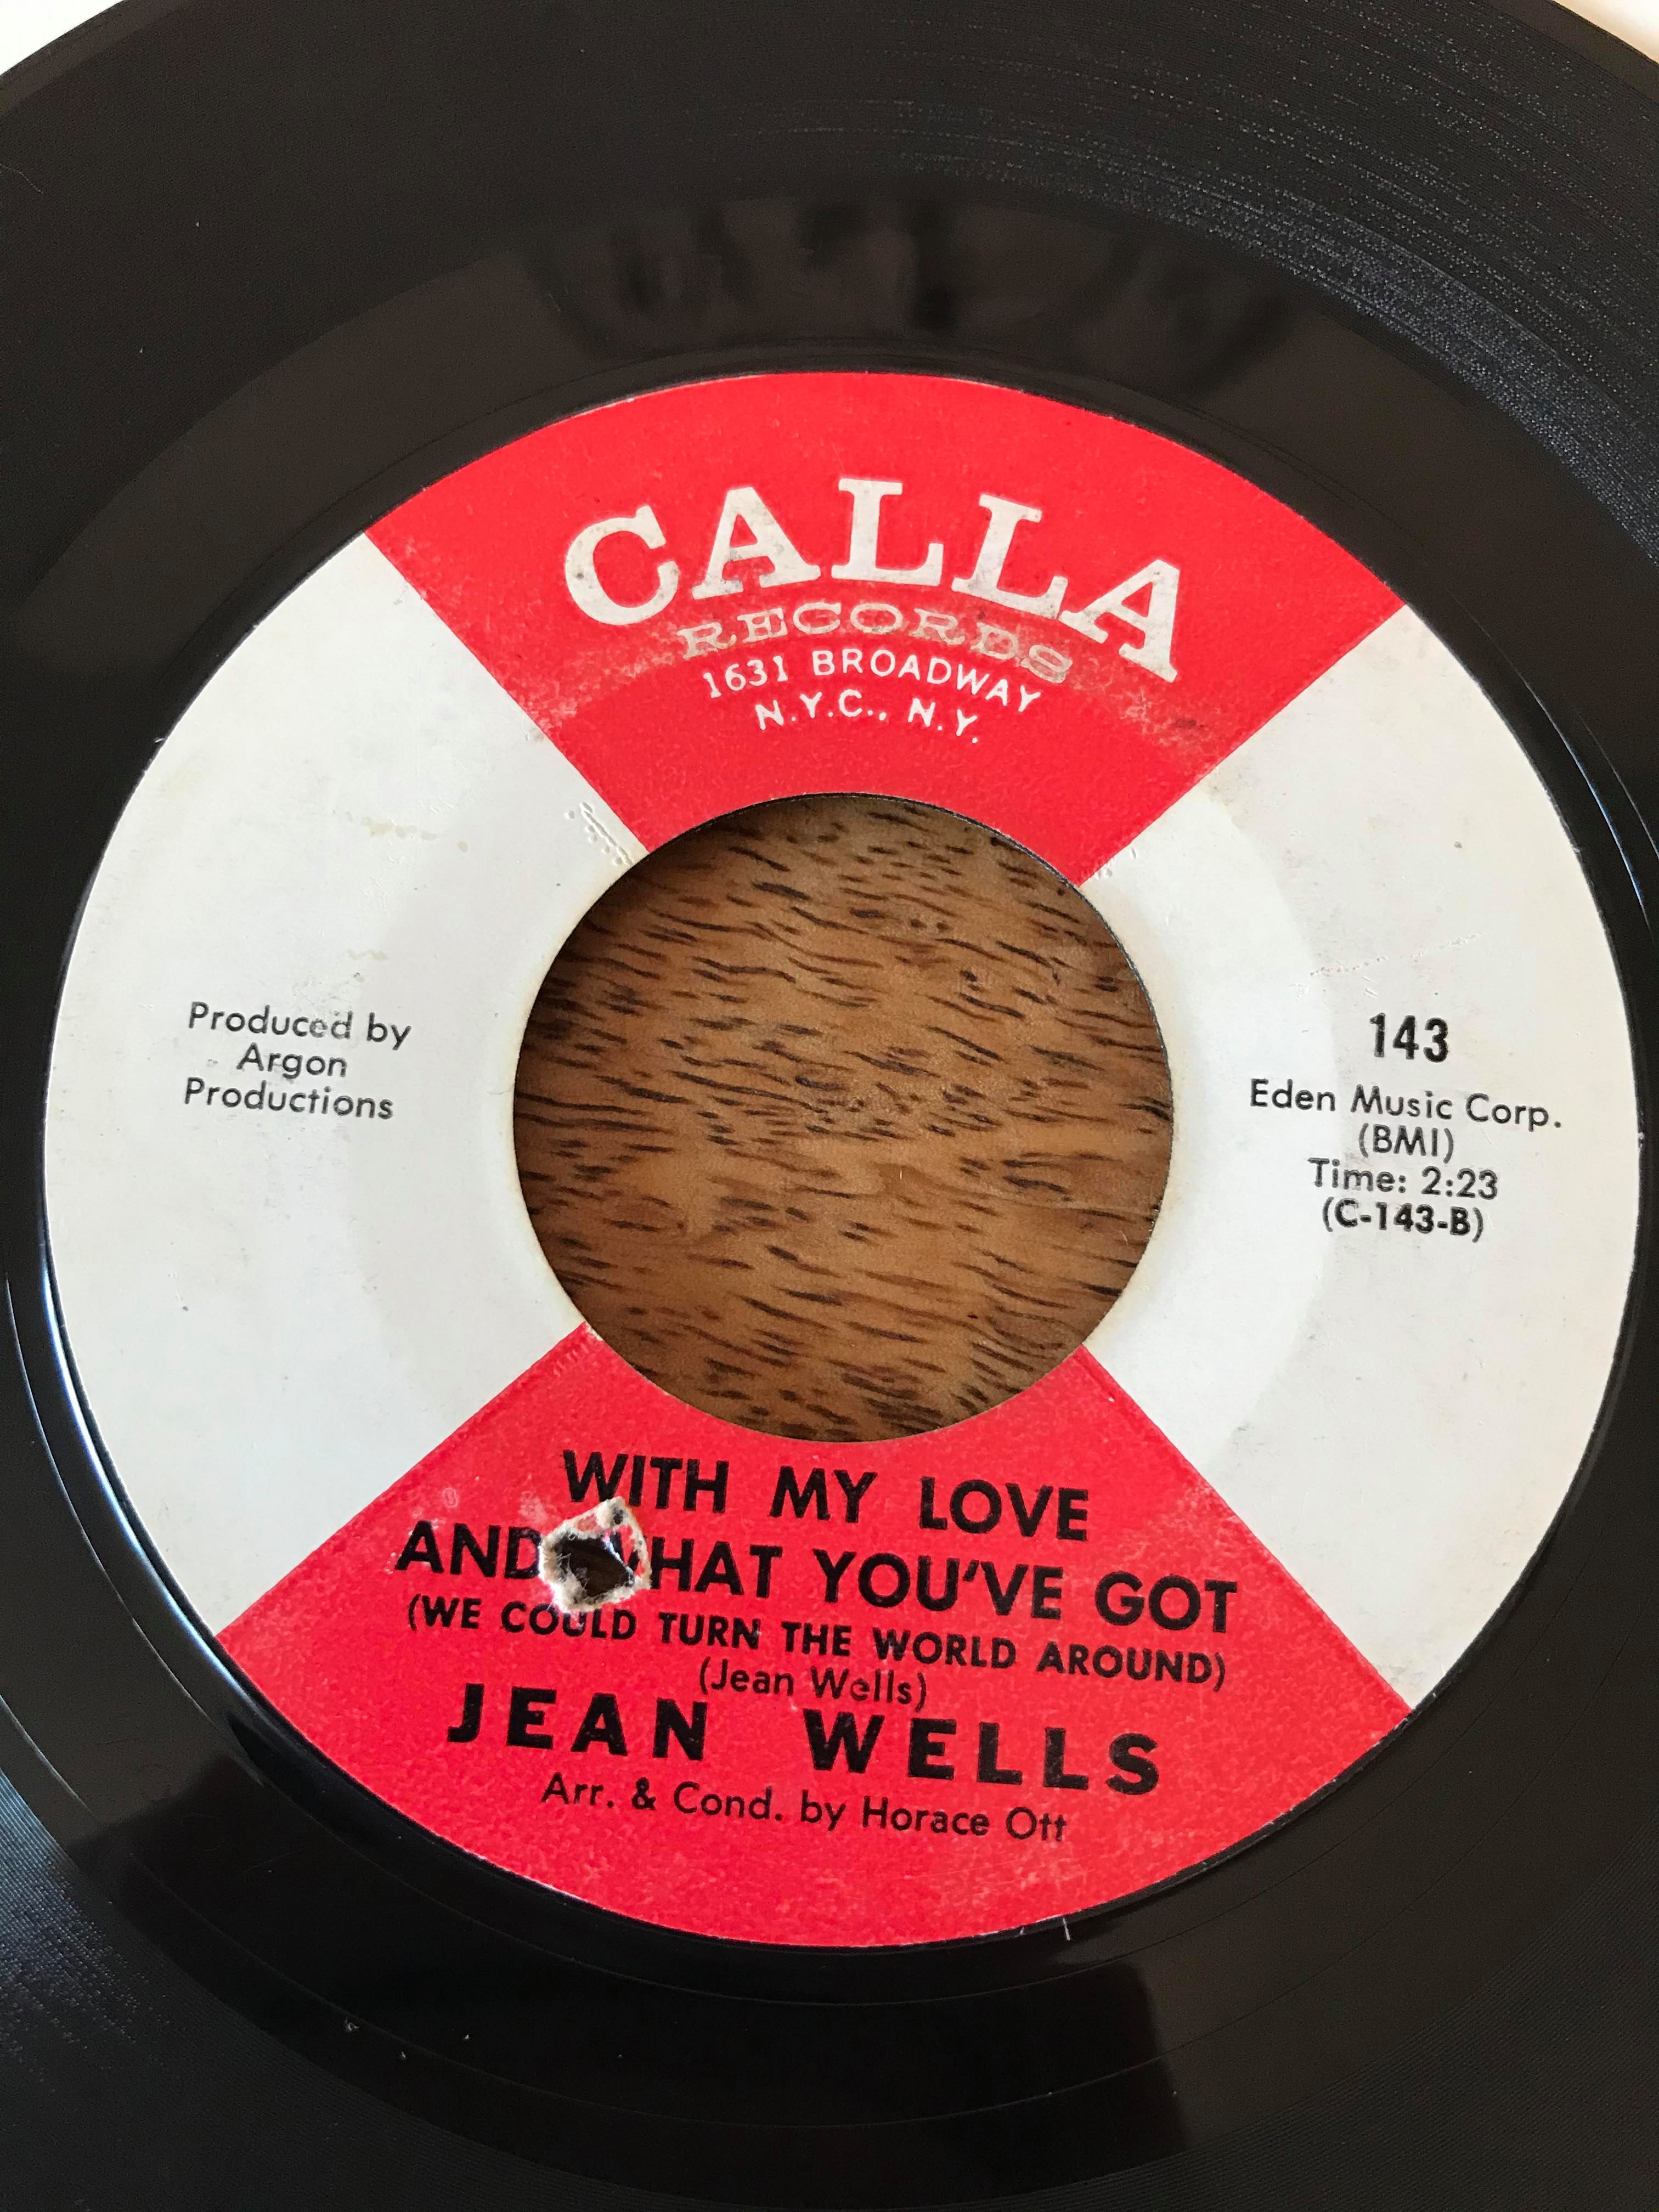 CALLA
RECORDS
1631 BROADWAY
N.Y.C., N.Y.
Produced by
Argon
Productions
143
Eden Music Corp.
(BMI)
Time: 2:23
(C-143-B)
WITH MY LOVE
AND WHAT YOU'VE GOT
(WE COULD TURN THE WORLD AROUND)
(Jean Wells)
JEAN WELLS
Arr. & Cond. by Horace Ott